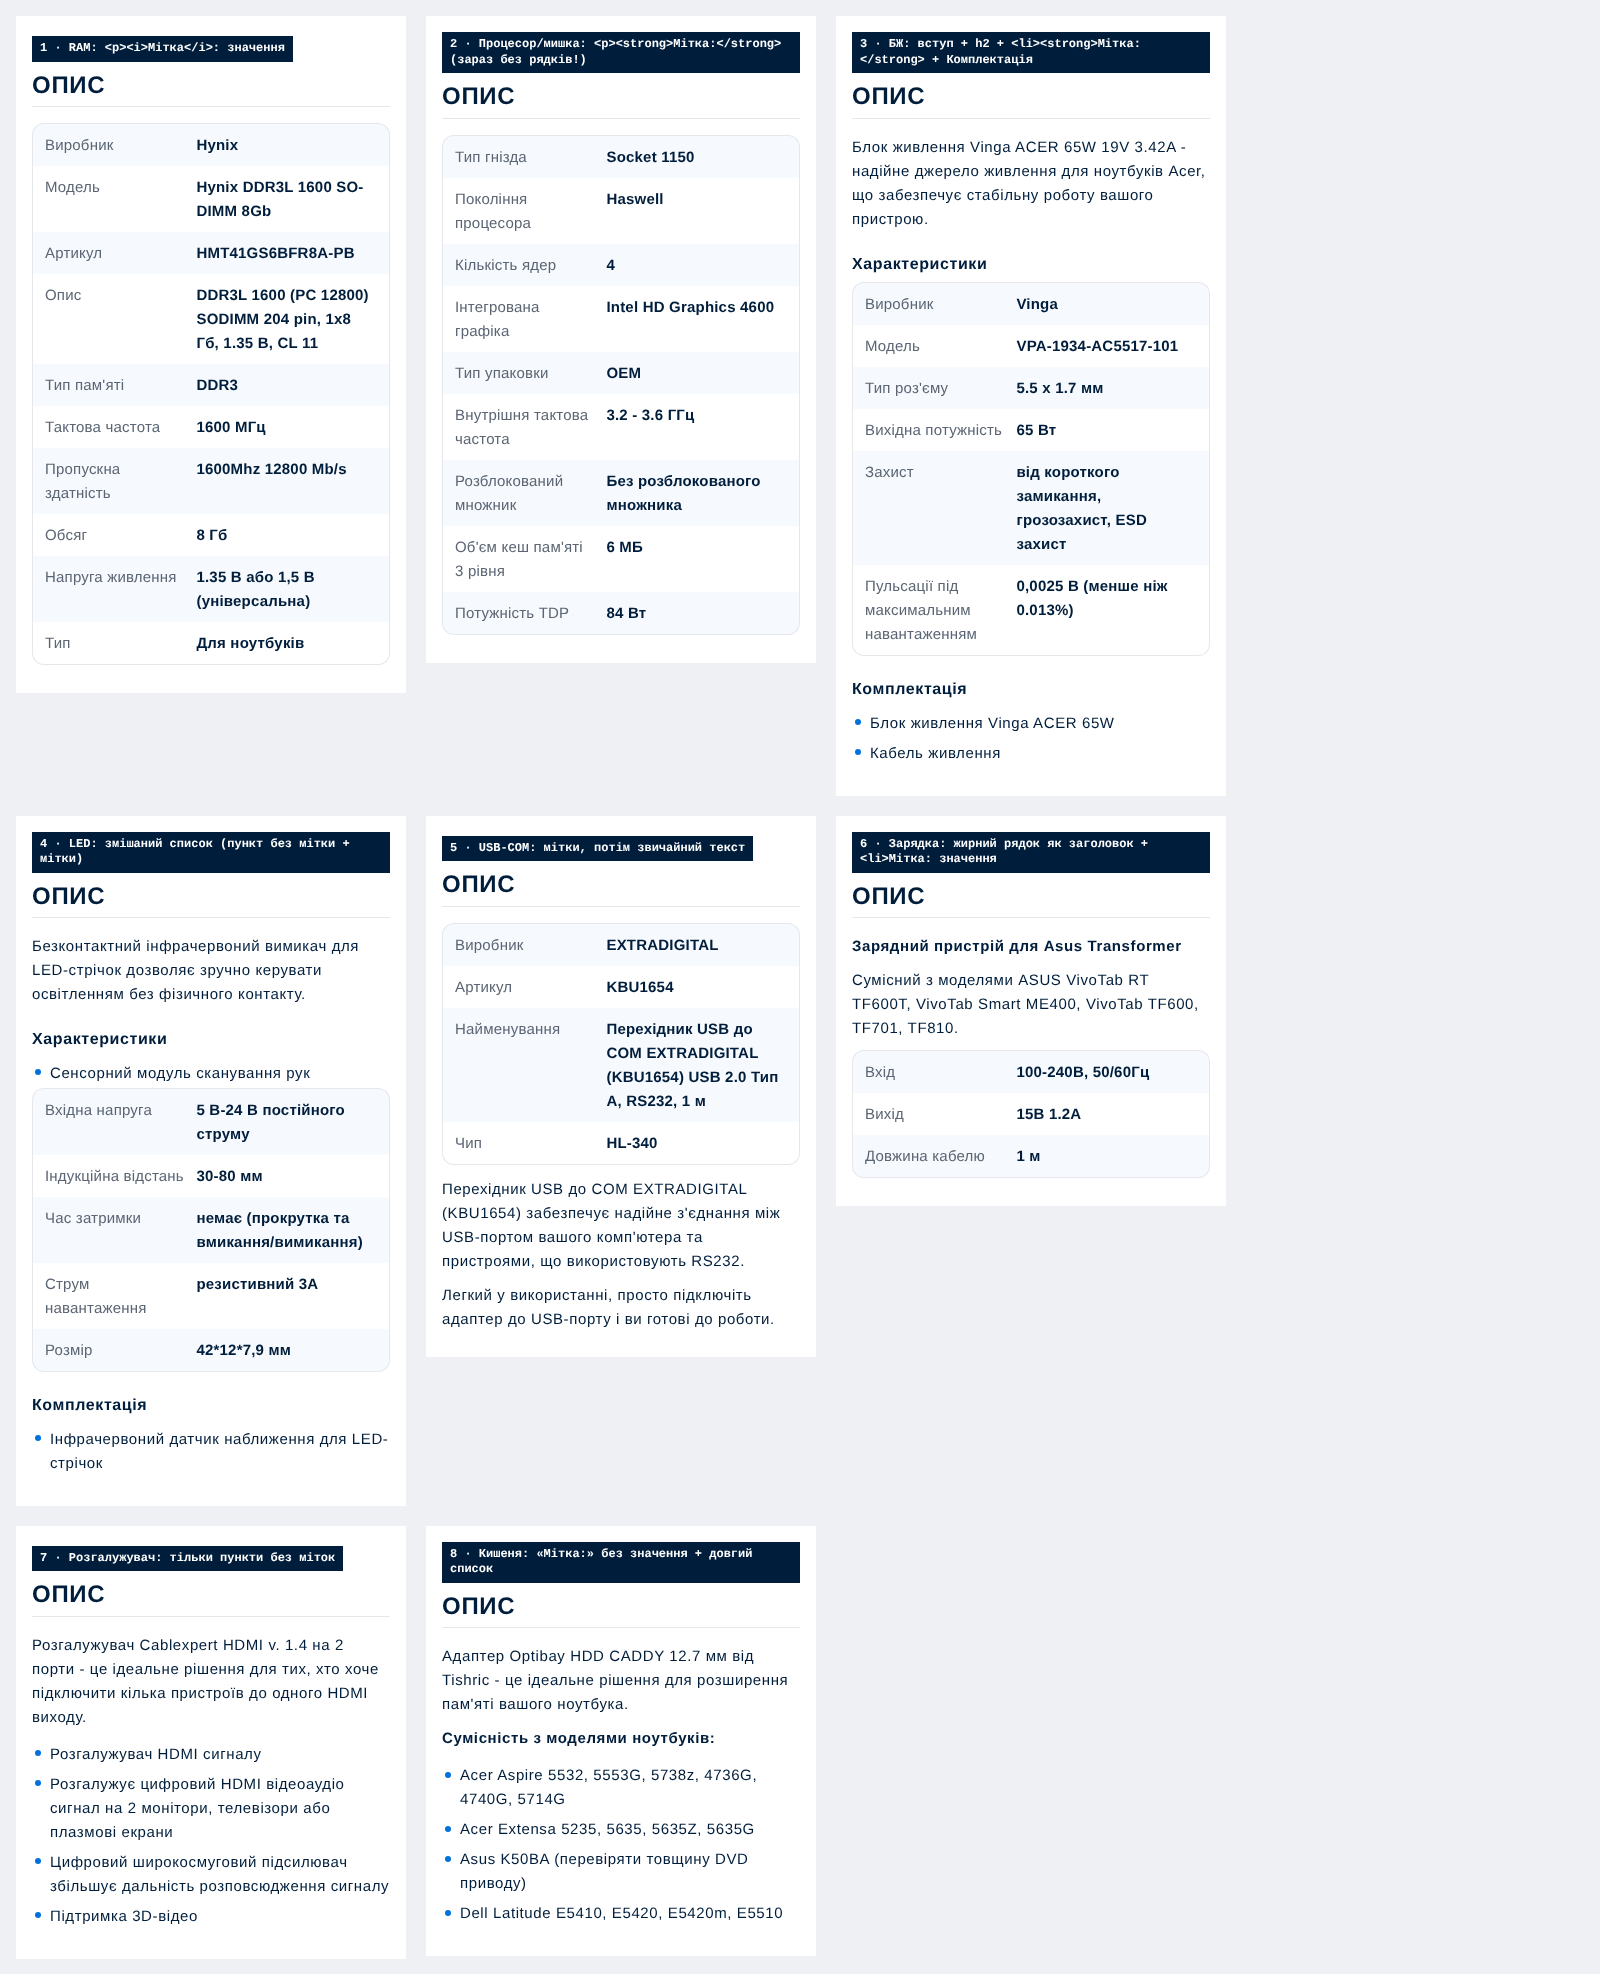 1 · RAM: <p><i>Мітка</i>: значення
ОПИС
Виробник Hynix
Модель Hynix DDR3L 1600 SO-
DIMM 8Gb
Артикул HMT41GS6BFR8A-PB
Опис DDR3L 1600 (PC 12800)
SODIMM 204 pin, 1x8
Гб, 1.35 В, CL 11
Тип пам'яті DDR3
Тактова частота 1600 МГц
Пропускна 1600Mhz 12800 Mb/s
здатність
Обсяг 8 Гб
Напруга живлення 1.35 В або 1,5 В
(універсальна)
Тип Для ноутбуків
2 · Процесор/мишка: <p><strong>Мітка:</strong>
(зараз без рядків!)
ОПИС
Тип гнізда Socket 1150
Покоління Haswell
процесора
Кількість ядер 4
Інтегрована Intel HD Graphics 4600
графіка
Тип упаковки OEM
Внутрішня тактова 3.2 - 3.6 ГГц
частота
Розблокований Без розблокованого
множник множника
Об'єм кеш пам'яті 6 МБ
3 рівня
Потужність TDP 84 Вт
3 · БЖ: вступ + h2 + <li><strong>Мітка:
</strong> + Комплектація
ОПИС
Блок живлення Vinga ACER 65W 19V 3.42A -
надійне джерело живлення для ноутбуків Acer,
що забезпечує стабільну роботу вашого
пристрою.
Характеристики
Виробник Vinga
Модель VPA-1934-AC5517-101
Тип роз'єму 5.5 x 1.7 мм
Вихідна потужність 65 Вт
Захист від короткого
замикання,
грозозахист, ESD
захист
Пульсації під 0,0025 В (менше ніж
максимальним 0.013%)
навантаженням
Комплектація
Блок живлення Vinga ACER 65W
Кабель живлення
4 · LED: змішаний список (пункт без мітки +
мітки)
ОПИС
Безконтактний інфрачервоний вимикач для
LED-стрічок дозволяє зручно керувати
освітленням без фізичного контакту.
Характеристики
Сенсорний модуль сканування рук
Вхідна напруга 5 В-24 В постійного
струму
Індукційна відстань 30-80 мм
Час затримки немає (прокрутка та
вмикання/вимикання)
Струм резистивний 3А
навантаження
Розмір 42*12*7,9 мм
Комплектація
Інфрачервоний датчик наближення для LED-
стрічок
5 · USB-COM: мітки, потім звичайний текст
ОПИС
Виробник EXTRADIGITAL
Артикул KBU1654
Найменування Перехідник USB до
COM EXTRADIGITAL
(KBU1654) USB 2.0 Тип
А, RS232, 1 м
Чип HL-340
Перехідник USB до COM EXTRADIGITAL
(KBU1654) забезпечує надійне з'єднання між
USB-портом вашого комп'ютера та
пристроями, що використовують RS232.
Легкий у використанні, просто підключіть
адаптер до USB-порту і ви готові до роботи.
6 · Зарядка: жирний рядок як заголовок +
<li>Мітка: значення
ОПИС
Зарядний пристрій для Asus Transformer
Сумісний з моделями ASUS VivoTab RT
TF600T, VivoTab Smart ME400, VivoTab TF600,
TF701, TF810.
Вхід 100-240В, 50/60Гц
Вихід 15В 1.2А
Довжина кабелю 1 м
7 · Розгалужувач: тільки пункти без міток
ОПИС
Розгалужувач Cablexpert HDMI v. 1.4 на 2
порти - це ідеальне рішення для тих, хто хоче
підключити кілька пристроїв до одного HDMI
виходу.
Розгалужувач HDMI сигналу
Розгалужує цифровий HDMI відеоаудіо
сигнал на 2 монітори, телевізори або
плазмові екрани
Цифровий широкосмуговий підсилювач
збільшує дальність розповсюдження сигналу
Підтримка 3D-відео
8 · Кишеня: «Мітка:» без значення + довгий
список
ОПИС
Адаптер Optibay HDD CADDY 12.7 мм від
Tishric - це ідеальне рішення для розширення
пам'яті вашого ноутбука.
Сумісність з моделями ноутбуків:
Acer Aspire 5532, 5553G, 5738z, 4736G,
4740G, 5714G
Acer Extensa 5235, 5635, 5635Z, 5635G
Asus K50BA (перевіряти товщину DVD
приводу)
Dell Latitude E5410, E5420, E5420m, E5510